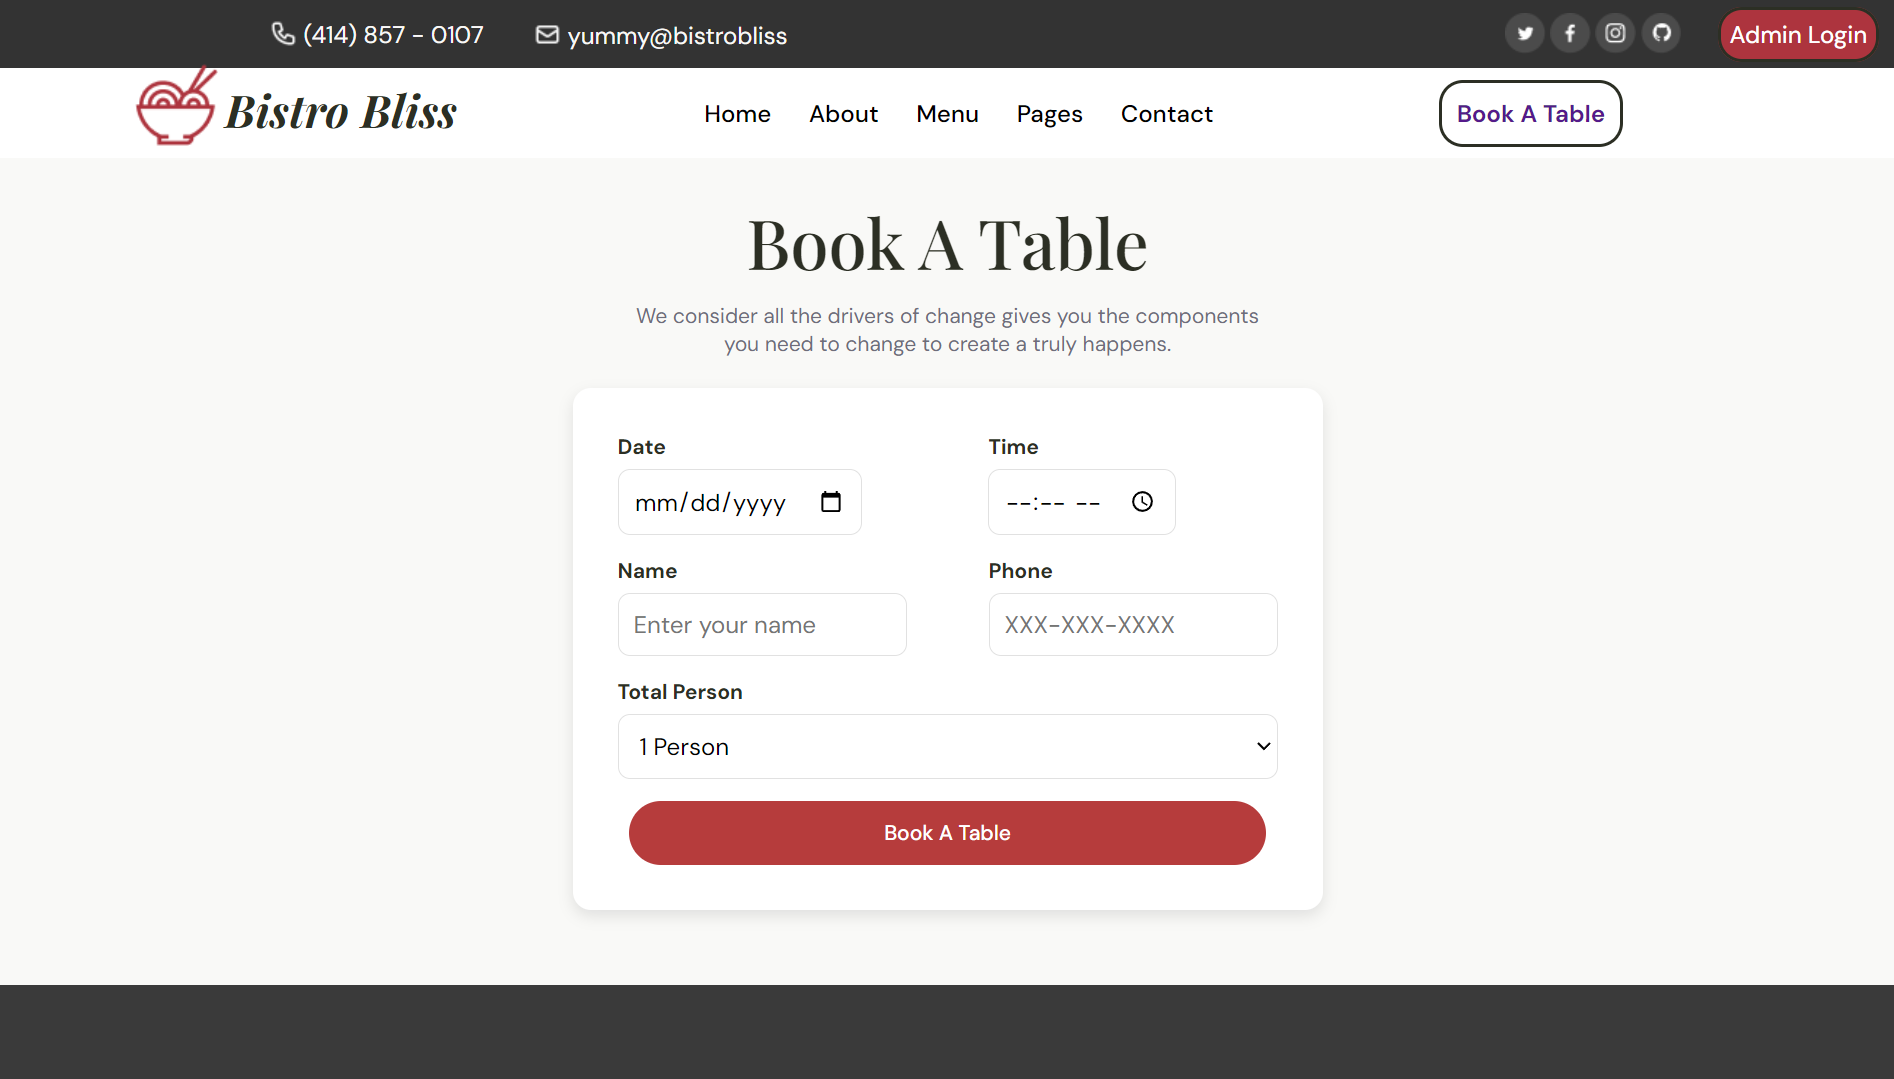 (414) 857 - 0107
yummy@bistrobliss
Admin Login
Bistro Bliss
Home
About
Menu
Pages
Contact
Book A Table
Book A Table
We consider all the drivers of change gives you the components
you need to change to create a truly happens.
Date
Time
mm/dd/yyyy
--:-- --
Name
Phone
Enter your name
XXX-XXX-XXXX
Total Person
1 Person
Book A Table